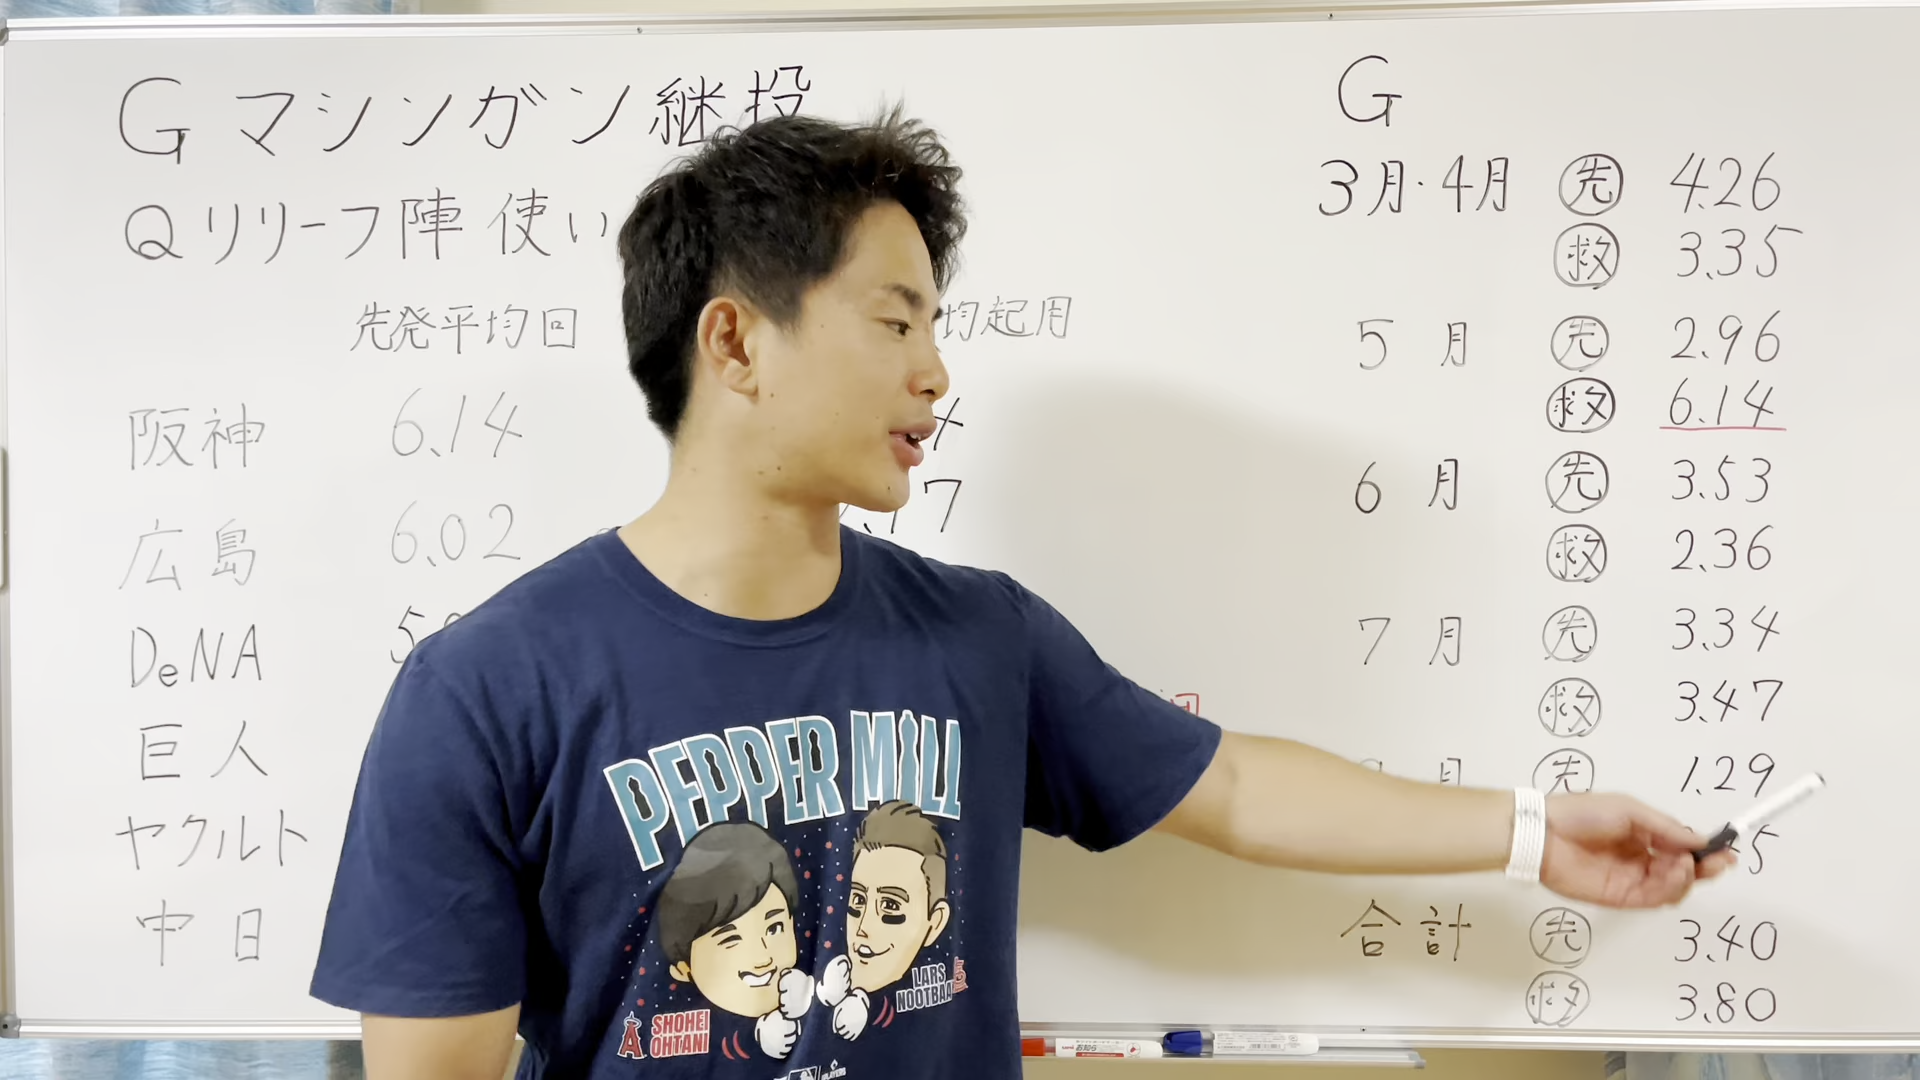 Gマシンガン継投
Qリリーフ陣 使い
先発平均回
均起用
阪神 6.14
広島 6.02
17
DeNA
巨人
ヤクルト
中日
G
3月・4月 先 4.26
救 3.35
5月 先 2.96
救 6.14
6月 先 3.53
救 2.36
7月 先 3.34
救 3.47
月 先 1.29
5
合計 先 3.40
救 3.80
PEPPER MILL
LARS
NOOTBAA
SHOHEI
OHTANI